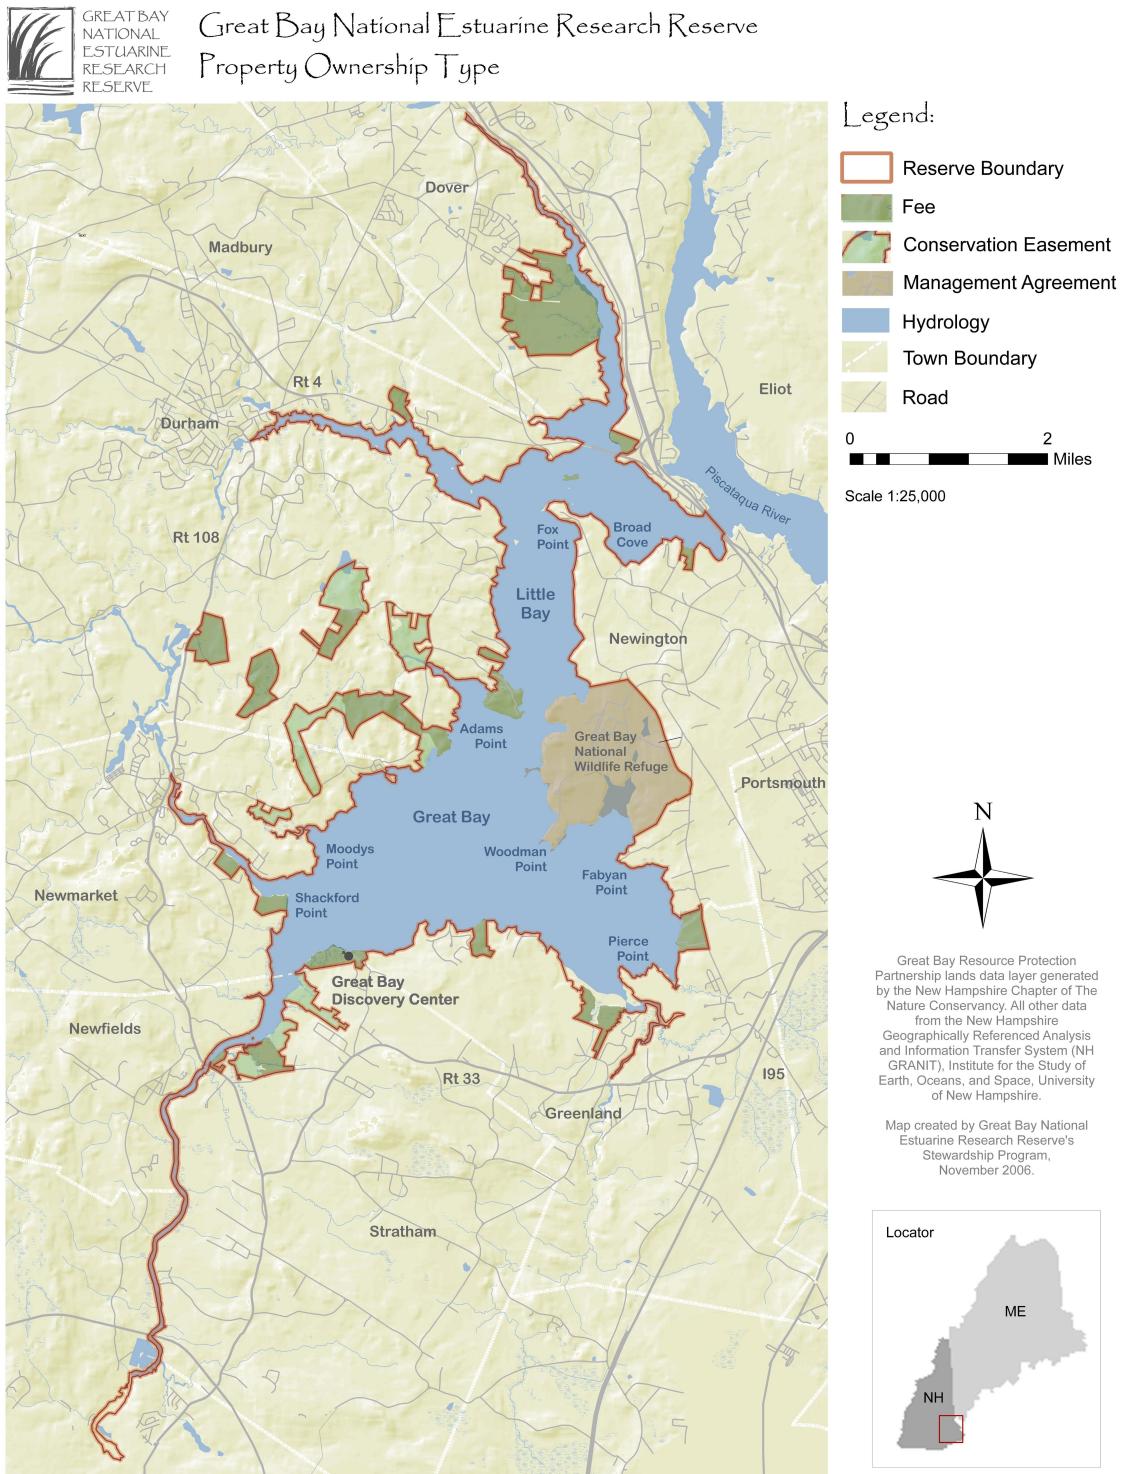 GREAT BAY
NATIONAL
ESTUARINE
RESEARCH
RESERVE
Great Bay National Estuarine Research Reserve
Property Ownership Type
Legend:
Reserve Boundary
Fee
Conservation Easement
Management Agreement
Hydrology
Town Boundary
Road
0 2
Miles
Scale 1:25,000
Dover
Madbury
Rt 4
Eliot
Durham
Piscataqua River
Rt 108
Fox
Point
Broad
Cove
Little
Bay
Newington
Adams
Point
Great Bay
National
Wildlife Refuge
Portsmouth
Great Bay
Moodys
Point
Woodman
Point
Fabyan
Point
Newmarket
Shackford
Point
Pierce
Point
Great Bay
Discovery Center
Newfields
Rt 33
I95
Greenland
Stratham
N
Great Bay Resource Protection
Partnership lands data layer generated
by the New Hampshire Chapter of The
Nature Conservancy. All other data
from the New Hampshire
Geographically Referenced Analysis
and Information Transfer System (NH
GRANIT), Institute for the Study of
Earth, Oceans, and Space, University
of New Hampshire.
Map created by Great Bay National
Estuarine Research Reserve's
Stewardship Program,
November 2006.
Locator
ME
NH